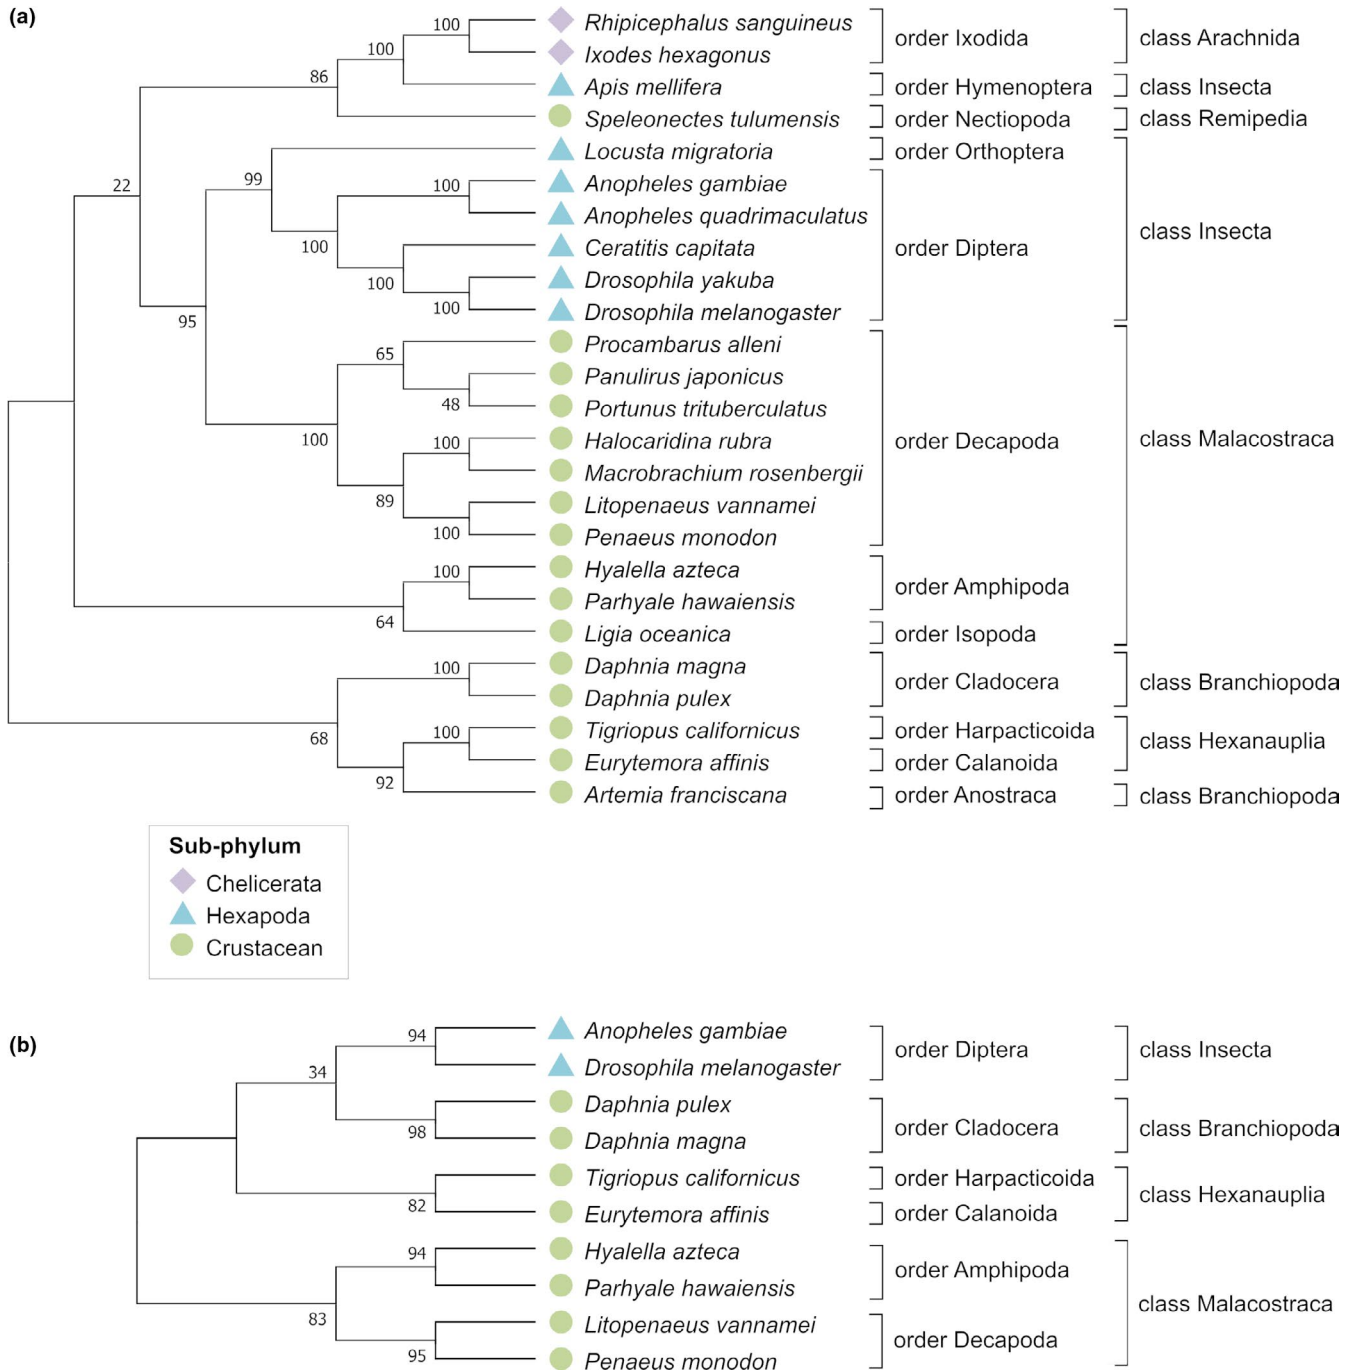 (a)
100
Rhipicephalus sanguineus
order Ixodida
class Arachnida
100
Ixodes hexagonus
86
Apis mellifera
order Hymenoptera
class Insecta
Speleonectes tulumensis
order Nectiopoda
class Remipedia
Locusta migratoria
order Orthoptera
22
99
100
Anopheles gambiae
Anopheles quadrimaculatus
class Insecta
100
Ceratitis capitata
order Diptera
100
Drosophila yakuba
100
Drosophila melanogaster
95
65
Procambarus alleni
Panulirus japonicus
48
Portunus trituberculatus
100
100
Halocaridina rubra
order Decapoda
class Malacostraca
Macrobrachium rosenbergii
89
Litopenaeus vannamei
100
Penaeus monodon
100
Hyalella azteca
order Amphipoda
Parhyale hawaiensis
64
Ligia oceanica
order Isopoda
100
Daphnia magna
order Cladocera
class Branchiopoda
Daphnia pulex
68
100
Tigriopus californicus
order Harpacticoida
class Hexanauplia
Eurytemora affinis
order Calanoida
92
Artemia franciscana
order Anostraca
class Branchiopoda
Sub-phylum
Chelicerata
Hexapoda
Crustacean
(b)
94
Anopheles gambiae
order Diptera
class Insecta
34
Drosophila melanogaster
Daphnia pulex
order Cladocera
class Branchiopoda
98
Daphnia magna
Tigriopus californicus
order Harpacticoida
class Hexanauplia
82
Eurytemora affinis
order Calanoida
94
Hyalella azteca
order Amphipoda
Parhyale hawaiensis
class Malacostraca
83
Litopenaeus vannamei
order Decapoda
95
Penaeus monodon